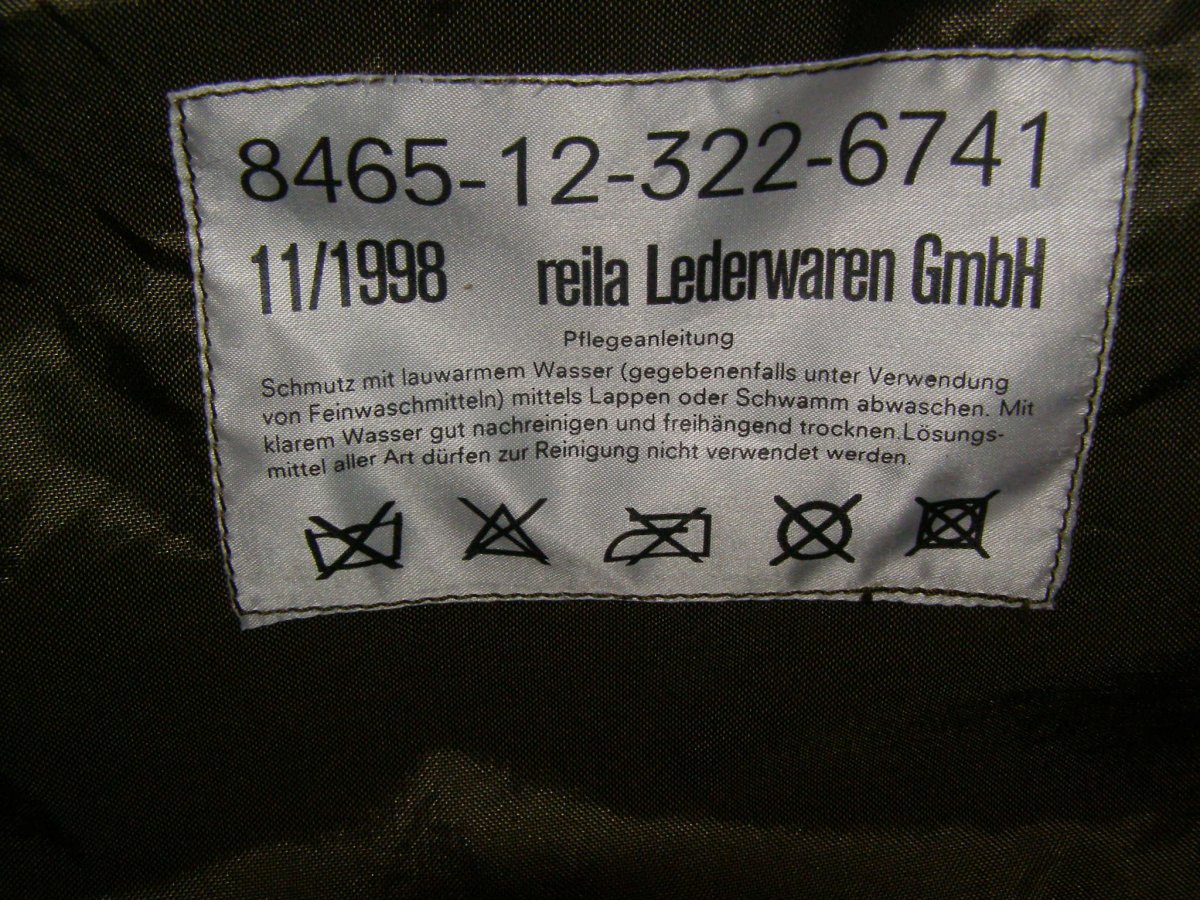 8465-12-322-6741
11/1998 reila Lederwaren GmbH
Pflegeanleitung
Schmutz mit lauwarmem Wasser (gegebenenfalls unter Verwendung
von Feinwaschmitteln) mittels Lappen oder Schwamm abwaschen. Mit
klarem Wasser gut nachreinigen und freihängend trocknen.Lösungs-
mittel aller Art dürfen zur Reinigung nicht verwendet werden.